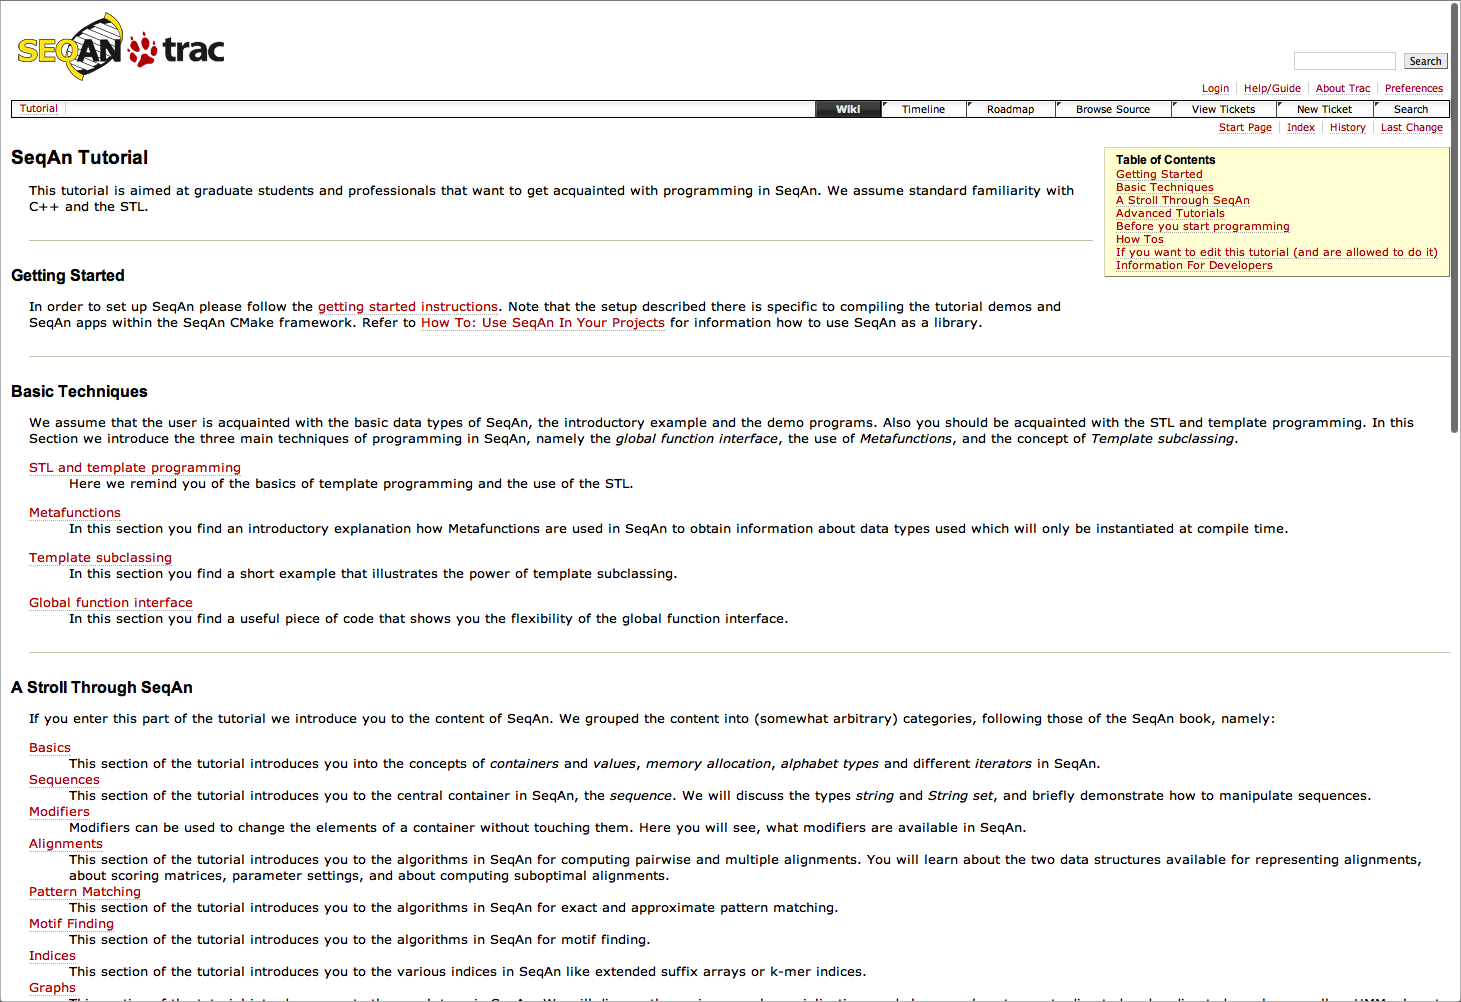 SEQAN trac
Search
Login Help/Guide About Trac Preferences
Tutorial
Wiki Timeline Roadmap Browse Source View Tickets New Ticket Search
Start Page Index History Last Change
SeqAn Tutorial
This tutorial is aimed at graduate students and professionals that want to get acquainted with programming in SeqAn. We assume standard familiarity with
C++ and the STL.
Table of Contents
Getting Started
Basic Techniques
A Stroll Through SeqAn
Advanced Tutorials
Before you start programming
How Tos
If you want to edit this tutorial (and are allowed to do it)
Information For Developers
Getting Started
In order to set up SeqAn please follow the getting started instructions. Note that the setup described there is specific to compiling the tutorial demos and
SeqAn apps within the SeqAn CMake framework. Refer to How To: Use SeqAn In Your Projects for information how to use SeqAn as a library.
Basic Techniques
We assume that the user is acquainted with the basic data types of SeqAn, the introductory example and the demo programs. Also you should be acquainted with the STL and template programming. In this
Section we introduce the three main techniques of programming in SeqAn, namely the global function interface, the use of Metafunctions, and the concept of Template subclassing.
STL and template programming
Here we remind you of the basics of template programming and the use of the STL.
Metafunctions
In this section you find an introductory explanation how Metafunctions are used in SeqAn to obtain information about data types used which will only be instantiated at compile time.
Template subclassing
In this section you find a short example that illustrates the power of template subclassing.
Global function interface
In this section you find a useful piece of code that shows you the flexibility of the global function interface.
A Stroll Through SeqAn
If you enter this part of the tutorial we introduce you to the content of SeqAn. We grouped the content into (somewhat arbitrary) categories, following those of the SeqAn book, namely:
Basics
This section of the tutorial introduces you into the concepts of containers and values, memory allocation, alphabet types and different iterators in SeqAn.
Sequences
This section of the tutorial introduces you to the central container in SeqAn, the sequence. We will discuss the types string and String set, and briefly demonstrate how to manipulate sequences.
Modifiers
Modifiers can be used to change the elements of a container without touching them. Here you will see, what modifiers are available in SeqAn.
Alignments
This section of the tutorial introduces you to the algorithms in SeqAn for computing pairwise and multiple alignments. You will learn about the two data structures available for representing alignments,
about scoring matrices, parameter settings, and about computing suboptimal alignments.
Pattern Matching
This section of the tutorial introduces you to the algorithms in SeqAn for exact and approximate pattern matching.
Motif Finding
This section of the tutorial introduces you to the algorithms in SeqAn for motif finding.
Indices
This section of the tutorial introduces you to the various indices in SeqAn like extended suffix arrays or k-mer indices.
Graphs